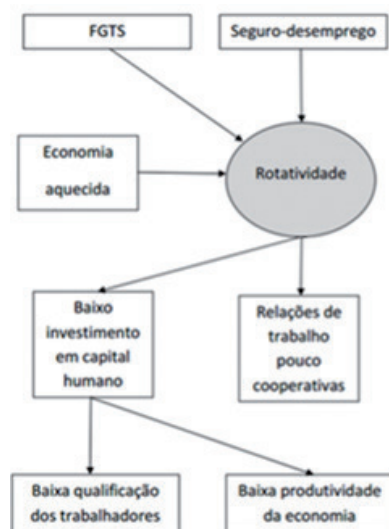 FGTS
Seguro-desemprego
Economia
aquecida
Rotatividade
Baixo
investimento
em capital
humano
Relações de
trabalho
pouco
cooperativas
Baixa qualificação
dos trabalhadores
Baixa produtividade
da economia